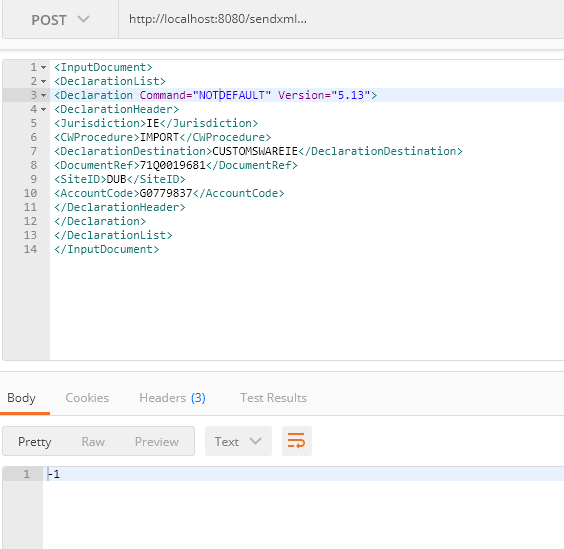 POST http://localhost:8080/sendxml...
1 <InputDocument>
2 <DeclarationList>
3 <Declaration Command="NOTDEFAULT" Version="5.13">
4 <DeclarationHeader>
5 <Jurisdiction>IE</Jurisdiction>
6 <CWProcedure>IMPORT</CWProcedure>
7 <DeclarationDestination>CUSTOMSWAREIE</DeclarationDestination>
8 <DocumentRef>71Q0019681</DocumentRef>
9 <SiteID>DUB</SiteID>
10 <AccountCode>G0779837</AccountCode>
11 </DeclarationHeader>
12 </Declaration>
13 </DeclarationList>
14 </InputDocument>
Body Cookies Headers (3) Test Results
Pretty Raw Preview Text
1 -1